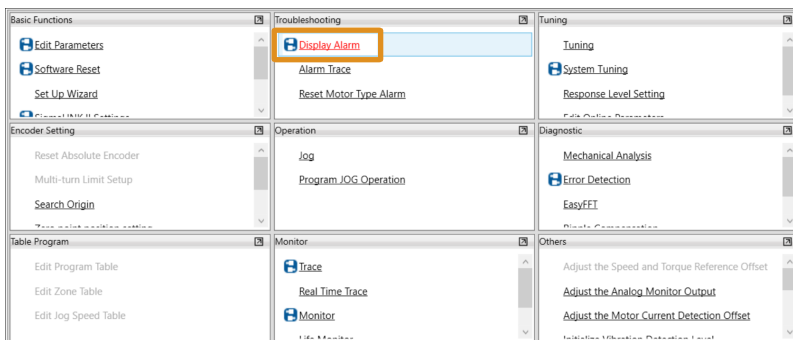 Basic Functions
Edit Parameters
Software Reset
Set Up Wizard
Troubleshooting
Display Alarm
Alarm Trace
Reset Motor Type Alarm
Tuning
Tuning
System Tuning
Response Level Setting
Encoder Setting
Reset Absolute Encoder
Multi-turn Limit Setup
Search Origin
Operation
Jog
Program JOG Operation
Diagnostic
Mechanical Analysis
Error Detection
EasyFFT
Table Program
Edit Program Table
Edit Zone Table
Edit Jog Speed Table
Monitor
Trace
Real Time Trace
Monitor
Others
Adjust the Speed and Torque Reference Offset
Adjust the Analog Monitor Output
Adjust the Motor Current Detection Offset